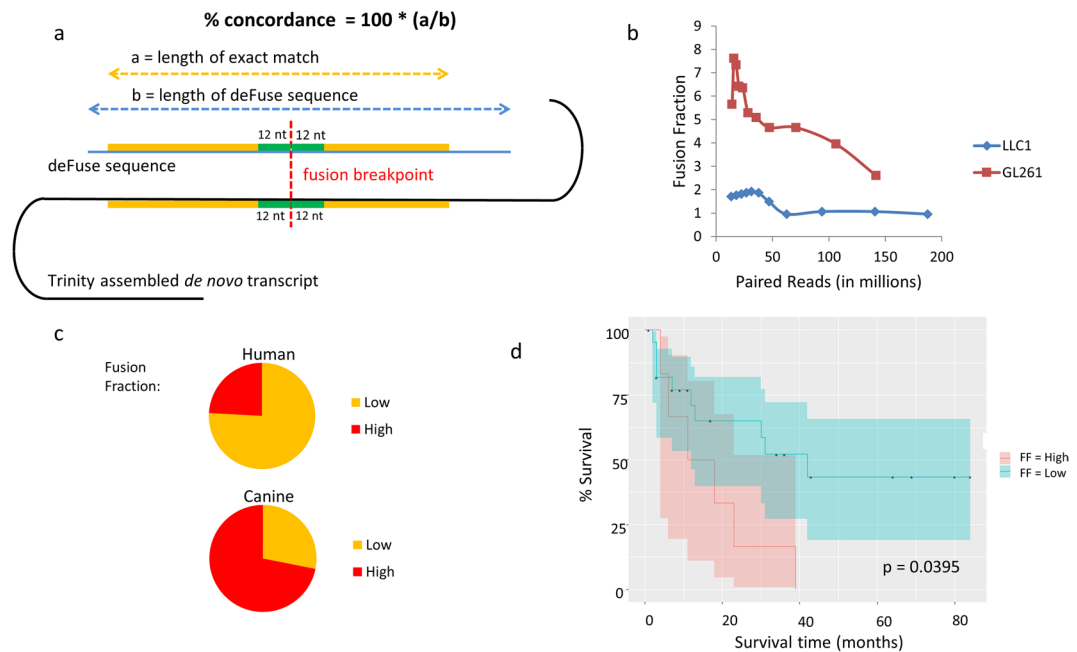 % concordance = 100 * (a/b)
a
a = length of exact match
b = length of deFuse sequence
12 nt 12 nt
deFuse sequence
fusion breakpoint
12 nt 12 nt
Trinity assembled de novo transcript
b
9
8
7
6
5
4
3
2
1
0
Fusion Fraction
0 50 100 150 200
Paired Reads (in millions)
LLC1
GL261
c
Fusion
Fraction:
Human
Low
High
Canine
Low
High
d
100
75
50
25
0
% Survival
0 20 40 60 80
Survival time (months)
p = 0.0395
FF = High
FF = Low